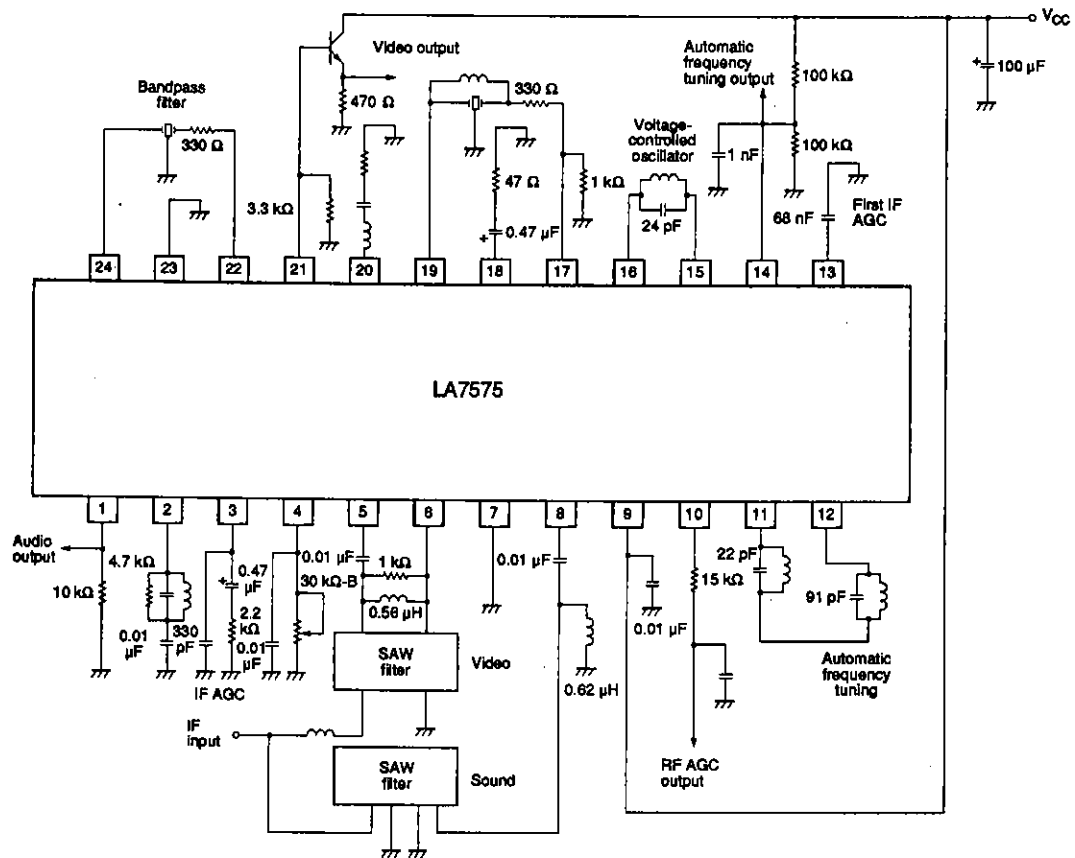 VCC
Video output
Automatic
frequency
tuning output
100 kΩ
+
100 µF
Bandpass
filter
330 Ω
470 Ω
330 Ω
Voltage-
controlled
oscillator
1 nF
100 kΩ
3.3 kΩ
47 Ω
1 kΩ
+
0.47 µF
24 pF
68 nF
First IF
AGC
24
23
22
21
20
19
18
17
16
15
14
13
LA7575
1
2
3
4
5
6
7
8
9
10
11
12
Audio
output
10 kΩ
4.7 kΩ
0.01
µF
330
pF
+
0.47
µF
2.2
kΩ
0.01
µF
IF AGC
0.01 µF
30 kΩ-B
1 kΩ
0.56 µH
SAW
filter
Video
0.01 µF
0.62 µH
0.01 µF
15 kΩ
22 pF
91 pF
Automatic
frequency
tuning
IF
input
SAW
filter
Sound
RF AGC
output